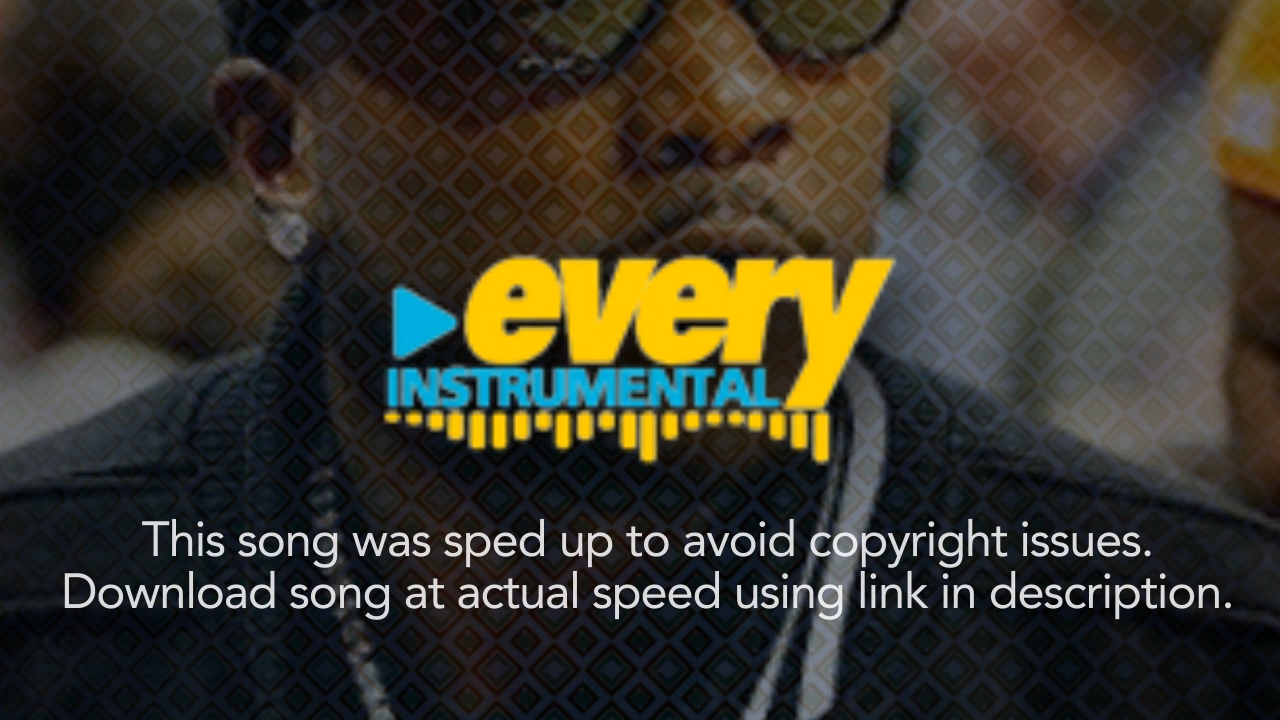 every
INSTRUMENTAL
This song was sped up to avoid copyright issues.
Download song at actual speed using link in description.